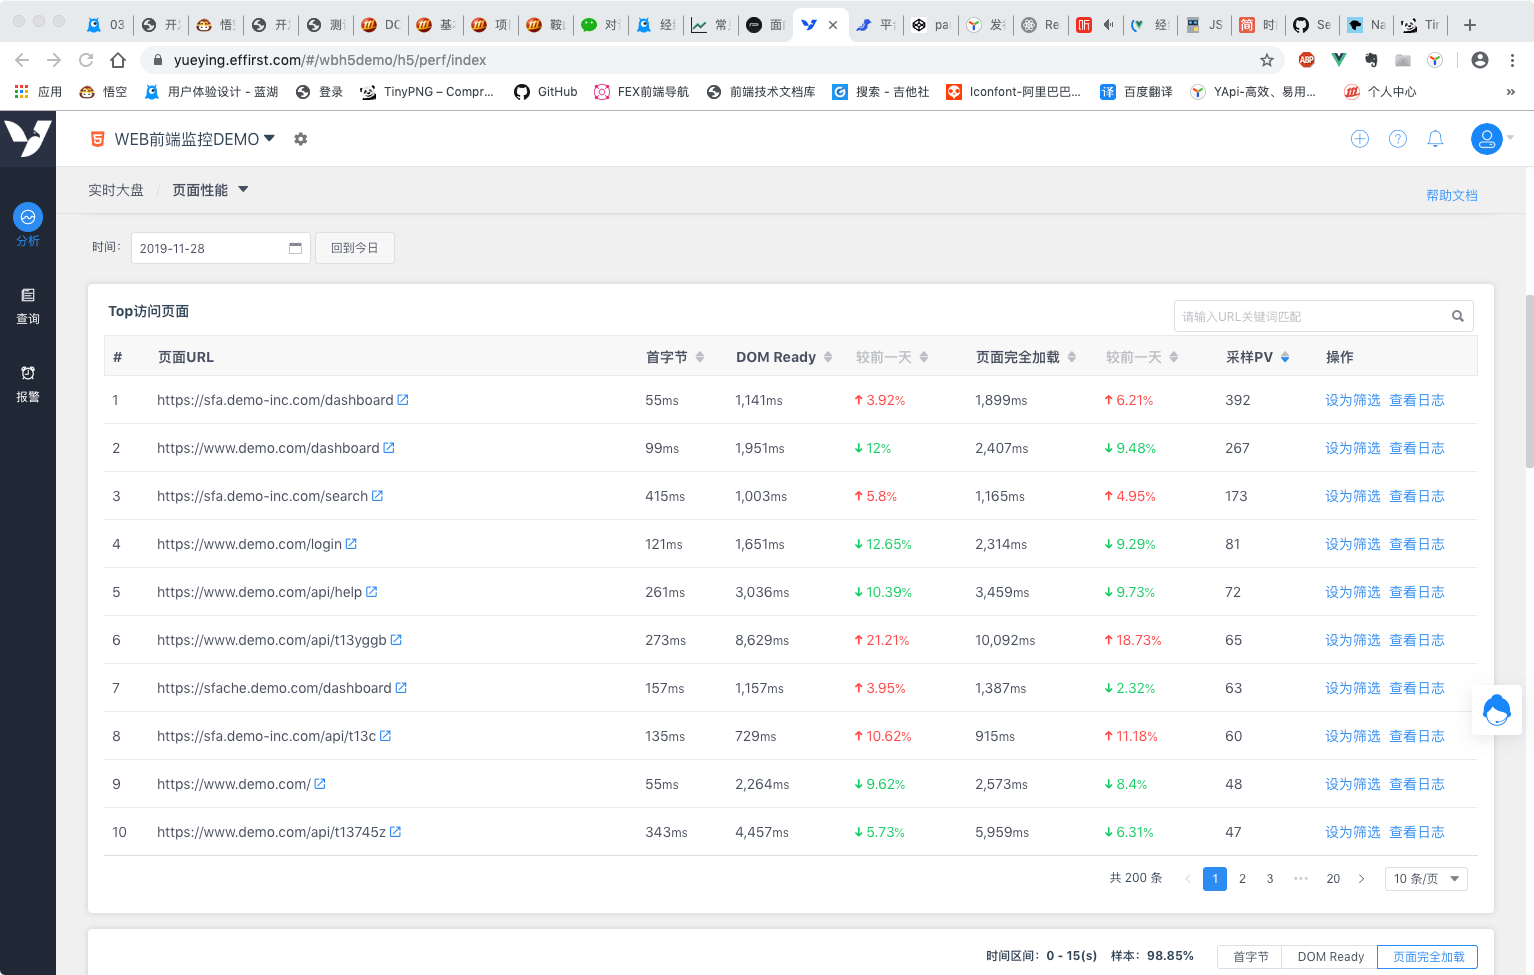 03
开
悟
开
测
DC
基
项
鞍
对
经
常
面
平
pa
发
Re
听
经
JS
简 时
Se
Na
Tir
yueying.effirst.com/#/wbh5demo/h5/perf/index
ABP
应用 悟空 用户体验设计 - 蓝湖 登录 TinyPNG – Compr... GitHub FEX前端导航 前端技术文档库 搜索 - 吉他社 Iconfont-阿里巴巴... 译 百度翻译 YApi-高效、易用... 个人中心 »
WEB前端监控DEMO
实时大盘 / 页面性能
帮助文档
分析
查询
报警
时间: 2019-11-28 回到今日
Top访问页面
请输入URL关键词匹配
# 页面URL 首字节 DOM Ready 较前一天 页面完全加载 较前一天 采样PV 操作
1 https://sfa.demo-inc.com/dashboard 55ms 1,141ms 3.92% 1,899ms 6.21% 392 设为筛选 查看日志
2 https://www.demo.com/dashboard 99ms 1,951ms 12% 2,407ms 9.48% 267 设为筛选 查看日志
3 https://sfa.demo-inc.com/search 415ms 1,003ms 5.8% 1,165ms 4.95% 173 设为筛选 查看日志
4 https://www.demo.com/login 121ms 1,651ms 12.65% 2,314ms 9.29% 81 设为筛选 查看日志
5 https://www.demo.com/api/help 261ms 3,036ms 10.39% 3,459ms 9.73% 72 设为筛选 查看日志
6 https://www.demo.com/api/t13yggb 273ms 8,629ms 21.21% 10,092ms 18.73% 65 设为筛选 查看日志
7 https://sfache.demo.com/dashboard 157ms 1,157ms 3.95% 1,387ms 2.32% 63 设为筛选 查看日志
8 https://sfa.demo-inc.com/api/t13c 135ms 729ms 10.62% 915ms 11.18% 60 设为筛选 查看日志
9 https://www.demo.com/ 55ms 2,264ms 9.62% 2,573ms 8.4% 48 设为筛选 查看日志
10 https://www.demo.com/api/t13745z 343ms 4,457ms 5.73% 5,959ms 6.31% 47 设为筛选 查看日志
共 200 条 1 2 3 ··· 20 10 条/页
时间区间: 0 - 15(s) 样本: 98.85% 首字节 DOM Ready 页面完全加载